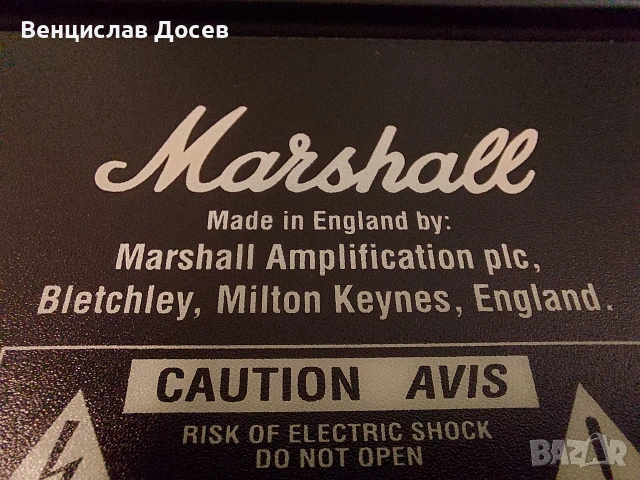 Венцислав Досев
Marshall
Made in England by:
Marshall Amplification plc,
Bletchley, Milton Keynes, England.
CAUTION AVIS
RISK OF ELECTRIC SHOCK
DO NOT OPEN
BAZAR